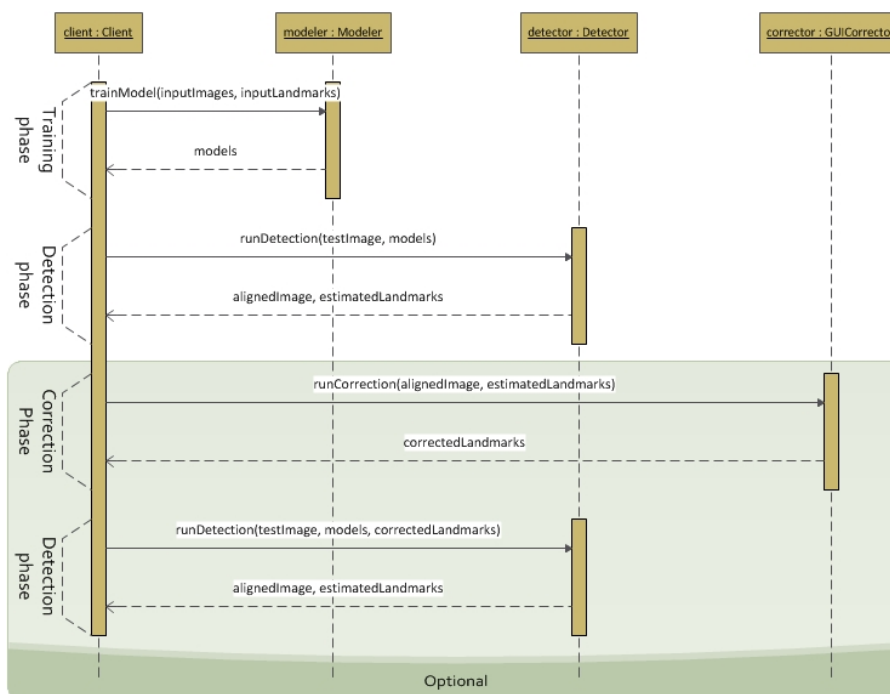 client : Client
modeler : Modeler
detector : Detector
corrector : GUICorrecto
trainModel(inputImages, inputLandmarks)
Training
phase
models
runDetection(testImage, models)
Detection
phase
alignedImage, estimatedLandmarks
runCorrection(alignedImage, estimatedLandmarks)
Correction
Phase
correctedLandmarks
runDetection(testImage, models, correctedLandmarks)
Detection
phase
alignedImage, estimatedLandmarks
Optional